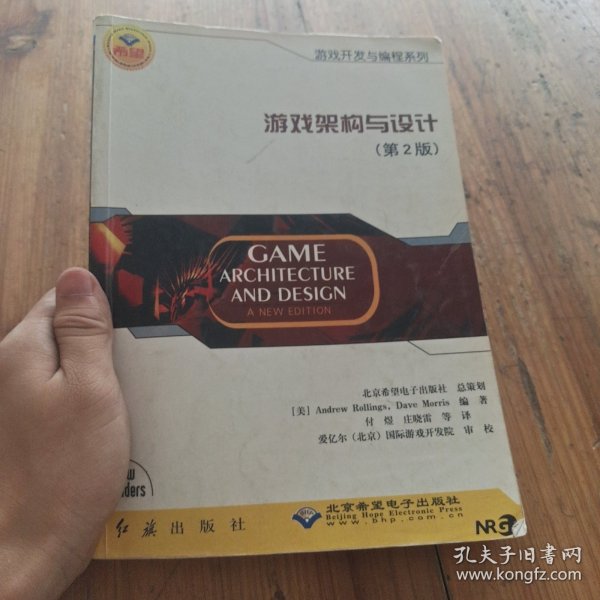 希望
游戏开发与编程系列
游戏架构与设计
(第2版)
GAME
ARCHITECTURE
AND DESIGN
A NEW EDITION
北京希望电子出版社 总策划
[美] Andrew Rollings, Dave Morris 编 著
付 煜 庄晓雷 等 译
爱亿尔(北京)国际游戏开发院 审 校
红旗出版社
北京希望电子出版社
Beijing Hope Electronic Press
www.bhp.com.cn
NRG
孔夫子旧书网
www.kongfz.com